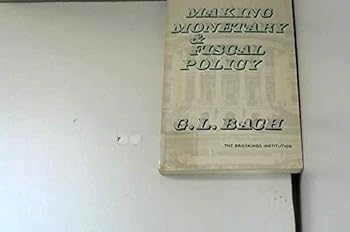 MAKING
MONETARY
& FISCAL
POLICY
G. L. BACH
THE BROOKINGS INSTITUTION